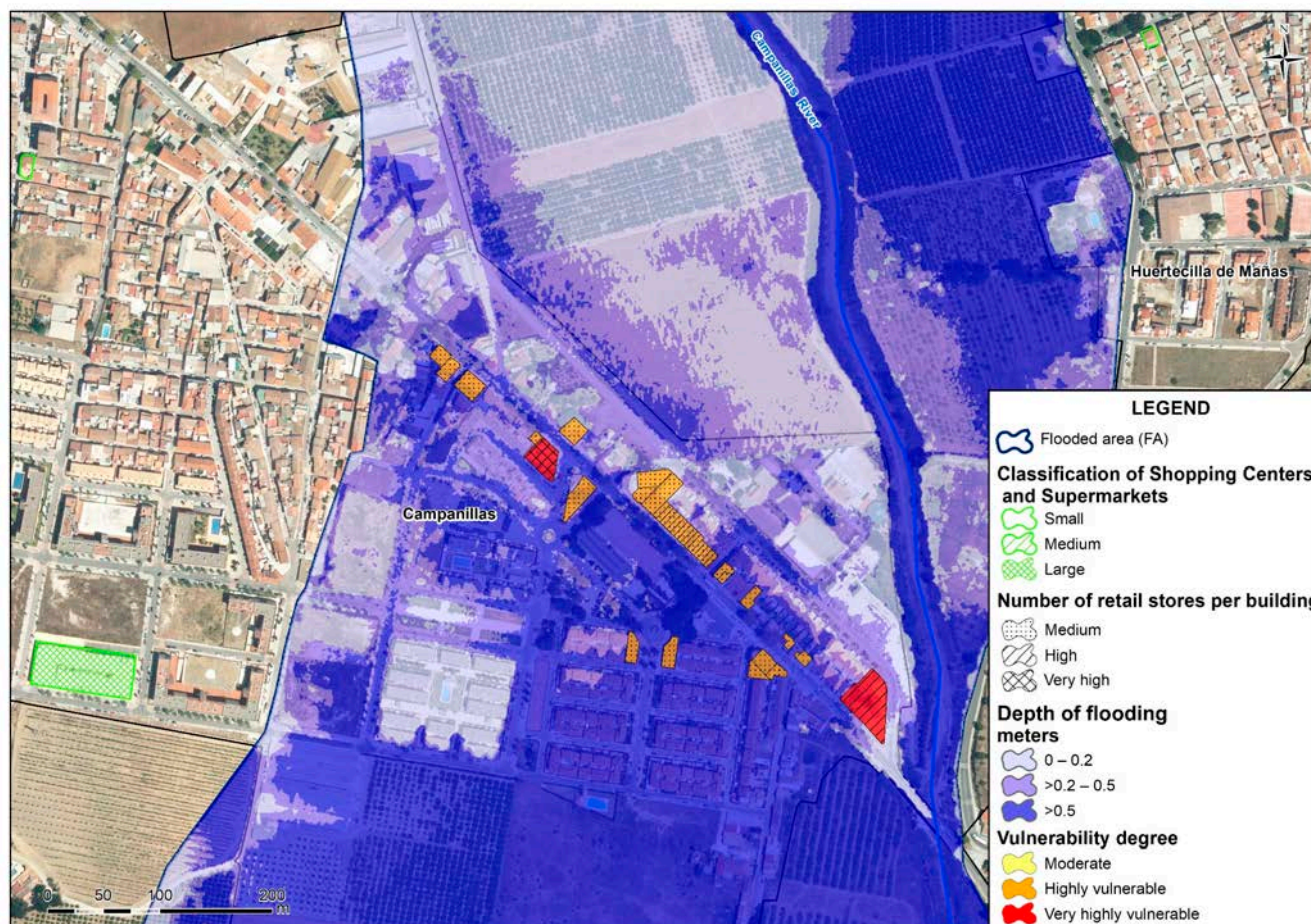 Campanillas River
N
Huertecilla de Mañas
Campanillas
LEGEND
Flooded area (FA)
Classification of Shopping Centers
and Supermarkets
Small
Medium
Large
Number of retail stores per building
Medium
High
Very high
Depth of flooding
meters
0 – 0.2
>0.2 – 0.5
>0.5
Vulnerability degree
Moderate
Highly vulnerable
Very highly vulnerable
0 50 100 200
m